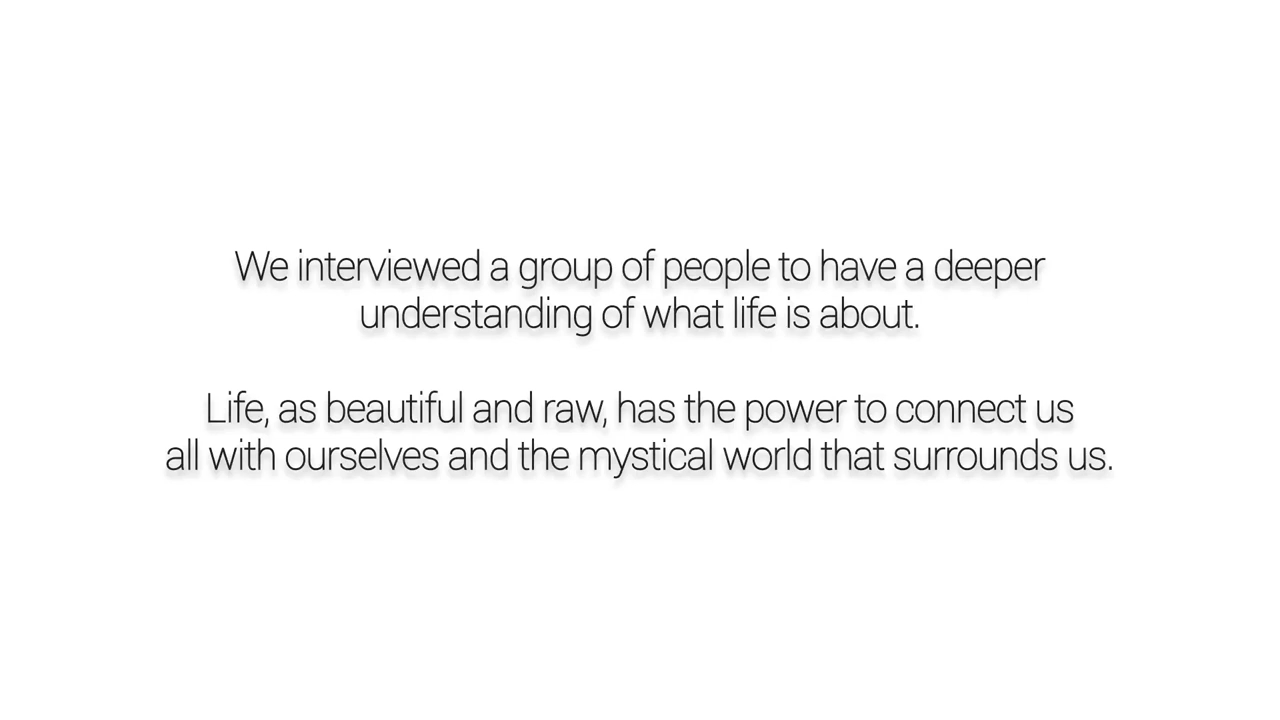 We interviewed a group of people to have a deeper
understanding of what life is about.
Life, as beautiful and raw, has the power to connect us
all with ourselves and the mystical world that surrounds us.